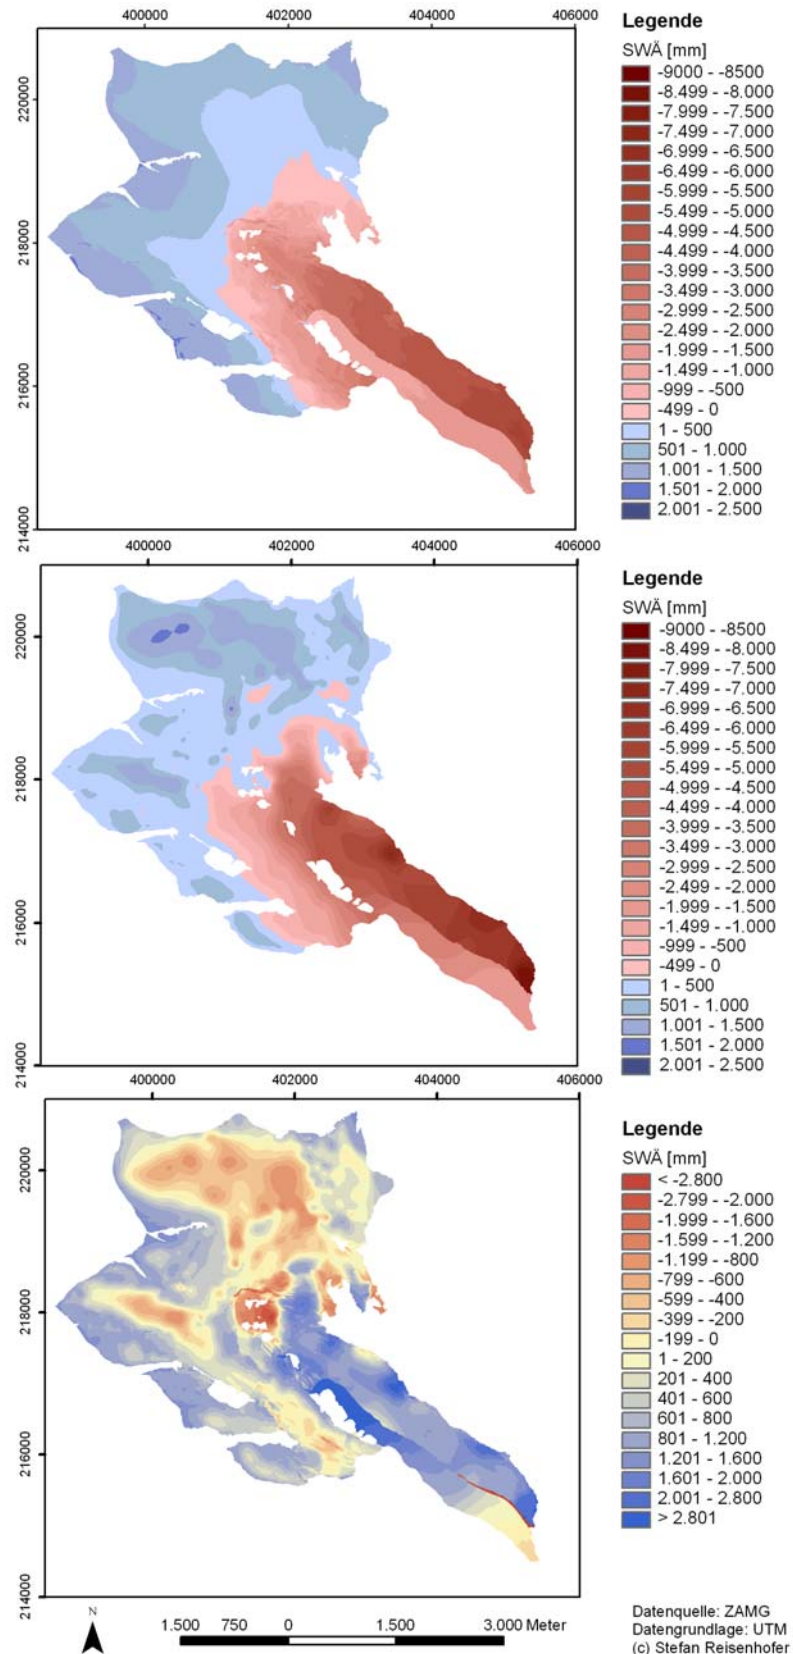 400000 402000 404000 406000
220000
218000
216000
214000
Legende
SWÄ [mm]
-9000 - -8500
-8.499 - -8.000
-7.999 - -7.500
-7.499 - -7.000
-6.999 - -6.500
-6.499 - -6.000
-5.999 - -5.500
-5.499 - -5.000
-4.999 - -4.500
-4.499 - -4.000
-3.999 - -3.500
-3.499 - -3.000
-2.999 - -2.500
-2.499 - -2.000
-1.999 - -1.500
-1.499 - -1.000
-999 - -500
-499 - 0
1 - 500
501 - 1.000
1.001 - 1.500
1.501 - 2.000
2.001 - 2.500
400000 402000 404000 406000
220000
218000
216000
214000
Legende
SWÄ [mm]
-9000 - -8500
-8.499 - -8.000
-7.999 - -7.500
-7.499 - -7.000
-6.999 - -6.500
-6.499 - -6.000
-5.999 - -5.500
-5.499 - -5.000
-4.999 - -4.500
-4.499 - -4.000
-3.999 - -3.500
-3.499 - -3.000
-2.999 - -2.500
-2.499 - -2.000
-1.999 - -1.500
-1.499 - -1.000
-999 - -500
-499 - 0
1 - 500
501 - 1.000
1.001 - 1.500
1.501 - 2.000
2.001 - 2.500
400000 402000 404000 406000
220000
218000
216000
214000
Legende
SWÄ [mm]
< -2.800
-2.799 - -2.000
-1.999 - -1.600
-1.599 - -1.200
-1.199 - -800
-799 - -600
-599 - -400
-399 - -200
-199 - 0
1 - 200
201 - 400
401 - 600
601 - 800
801 - 1.200
1.201 - 1.600
1.601 - 2.000
2.001 - 2.800
> 2.801
N
1.500 750 0 1.500 3.000 Meter
Datenquelle: ZAMG
Datengrundlage: UTM
(c) Stefan Reisenhofer